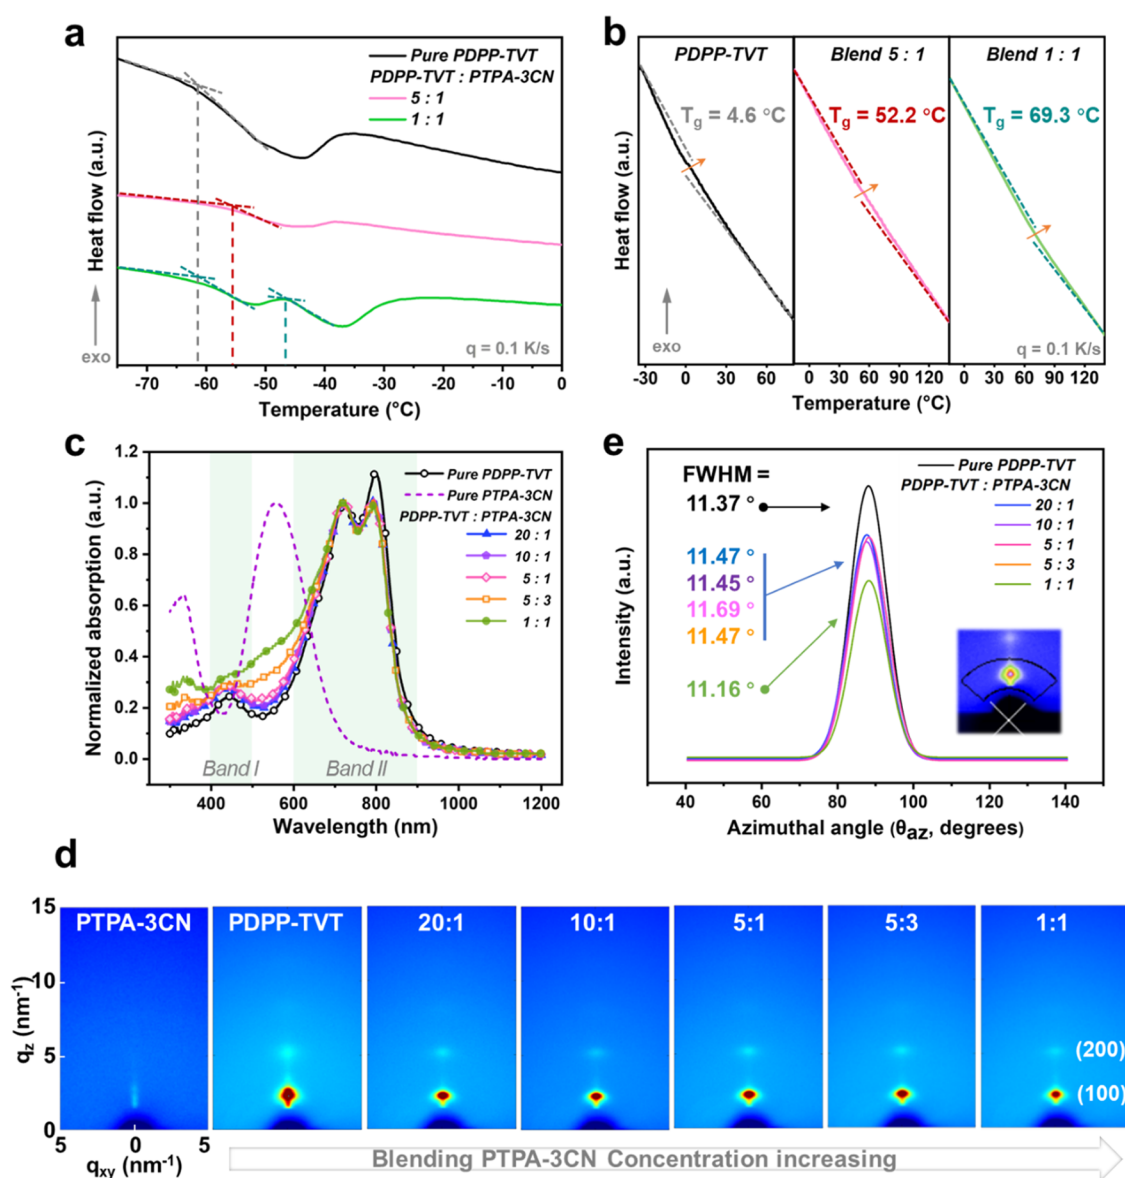 a
Pure PDPP-TVT
PDPP-TVT : PTPA-3CN
5 : 1
1 : 1
Heat flow (a.u.)
exo
q = 0.1 K/s
-70 -60 -50 -40 -30 -20 -10 0
Temperature (°C)
b
PDPP-TVT Blend 5 : 1 Blend 1 : 1
Tg = 4.6 °C Tg = 52.2 °C Tg = 69.3 °C
Heat flow (a.u.)
exo
q = 0.1 K/s
-30 0 30 60 0 30 60 90 120 0 30 60 90 120
Temperature (°C)
c
Pure PDPP-TVT
Pure PTPA-3CN
PDPP-TVT : PTPA-3CN
20 : 1
10 : 1
5 : 1
5 : 3
1 : 1
Normalized absorption (a.u.)
1.2
1.0
0.8
0.6
0.4
0.2
0.0
Band I Band II
400 600 800 1000 1200
Wavelength (nm)
e
FWHM =
11.37 °
11.47 °
11.45 °
11.69 °
11.47 °
11.16 °
Pure PDPP-TVT
PDPP-TVT : PTPA-3CN
20 : 1
10 : 1
5 : 1
5 : 3
1 : 1
Intensity (a.u.)
40 60 80 100 120 140
Azimuthal angle (θaz, degrees)
d
PTPA-3CN PDPP-TVT 20:1 10:1 5:1 5:3 1:1
15
10
5
0
qz (nm-1)
(200)
(100)
5 0 5
qxy (nm-1)
Blending PTPA-3CN Concentration increasing